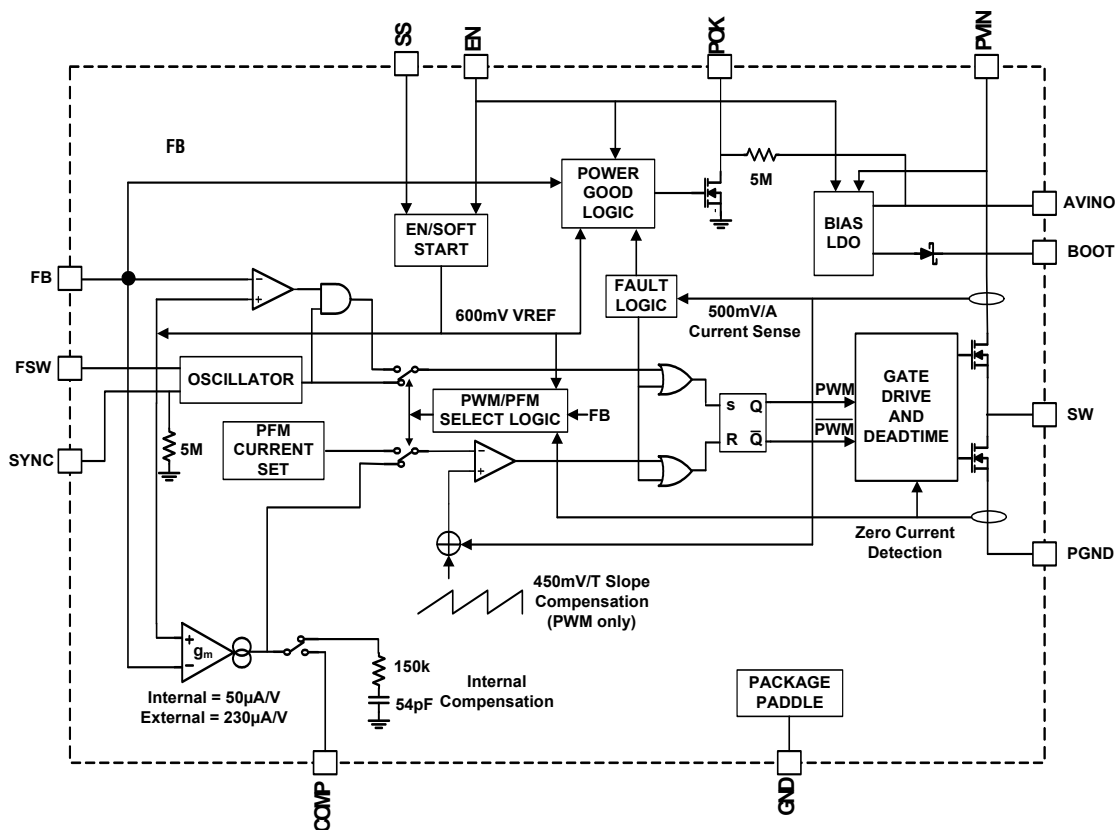 SS
EN
POK
PVIN
FB
POWER
GOOD
LOGIC
5M
BIAS
LDO
AVINO
BOOT
EN/SOFT
START
FB
FAULT
LOGIC
500mV/A
Current Sense
600mV VREF
FSW
OSCILLATOR
PWM/PFM
SELECT LOGIC
FB
s Q
R Q̅
PWM
P̅W̅M̅
GATE
DRIVE
AND
DEADTIME
SW
SYNC
5M
PFM
CURRENT
SET
−
+
−
+
Zero Current
Detection
PGND
450mV/T Slope
Compensation
(PWM only)
+
gm
−
150k
54pF
Internal
Compensation
Internal = 50µA/V
External = 230µA/V
PACKAGE
PADDLE
COMP
GND